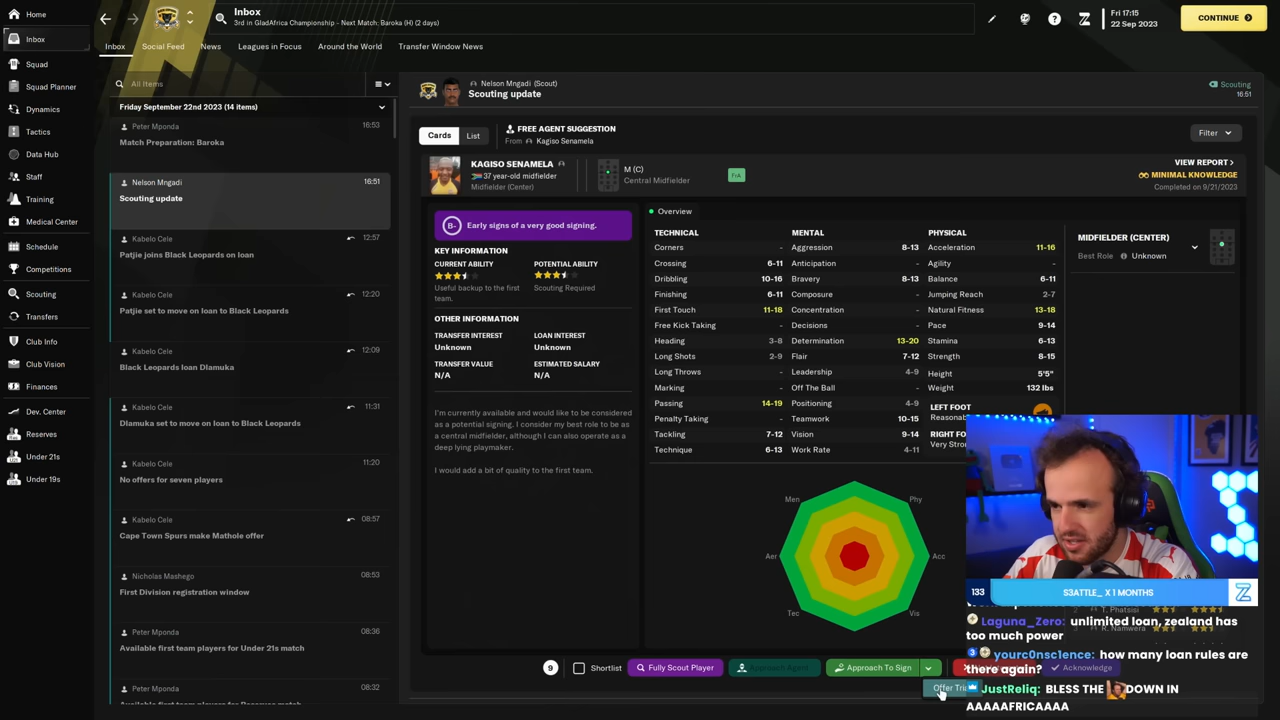 Home
Inbox
Squad
Squad Planner
Dynamics
Tactics
Data Hub
Staff
Training
Medical Center
Schedule
Competitions
Scouting
Transfers
Club Info
Club Vision
Finances
Dev. Center
Reserves
Under 21s
Under 19s
Inbox
3rd in GladAfrica Championship - Next Match: Baroka (H) (2 days)
Fri 17:15
22 Sep 2023
CONTINUE
Inbox Social Feed News Leagues in Focus Around the World Transfer Window News
All Items
Friday September 22nd 2023 (14 items)
Peter Mponda 16:53
Match Preparation: Baroka
Nelson Mngadi 16:51
Scouting update
Kabelo Cele 12:57
Patjie joins Black Leopards on loan
Kabelo Cele 12:20
Patjie set to move on loan to Black Leopards
Kabelo Cele 12:09
Black Leopards loan Dlamuka
Kabelo Cele 11:31
Dlamuka set to move on loan to Black Leopards
Kabelo Cele 11:20
No offers for seven players
Kabelo Cele 08:57
Cape Town Spurs make Mathole offer
Nicholas Mashego 08:53
First Division registration window
Peter Mponda 08:36
Available first team players for Under 21s match
Peter Mponda 08:32
Available first team players for Reserves match
Nelson Mngadi (Scout)
Scouting update
Scouting
16:51
Cards List
FREE AGENT SUGGESTION
From Kagiso Senamela
Filter
KAGISO SENAMELA
37 year-old midfielder
Midfielder (Center)
M (C)
Central Midfielder
FrA
VIEW REPORT >
MINIMAL KNOWLEDGE
Completed on 9/21/2023
B- Early signs of a very good signing.
KEY INFORMATION
CURRENT ABILITY POTENTIAL ABILITY
Useful backup to the first team. Scouting Required
OTHER INFORMATION
TRANSFER INTEREST LOAN INTEREST
Unknown Unknown
TRANSFER VALUE ESTIMATED SALARY
N/A N/A
I'm currently available and would like to be considered
as a potential signing. I consider my best role to be as a
central midfielder, although I can also operate as a
deep lying playmaker.
I would add a bit of quality to the first team.
Overview
TECHNICAL MENTAL PHYSICAL
Corners - Aggression 8-13 Acceleration 11-16
Crossing 6-11 Anticipation - Agility -
Dribbling 10-16 Bravery 8-13 Balance 6-11
Finishing 6-11 Composure - Jumping Reach 2-7
First Touch 11-18 Concentration - Natural Fitness 13-18
Free Kick Taking - Decisions - Pace 9-14
Heading 3-8 Determination 13-20 Stamina 6-13
Long Shots 2-9 Flair 7-12 Strength 8-15
Long Throws - Leadership 4-9 Height 5'5"
Marking - Off The Ball - Weight 132 lbs
Passing 14-19 Positioning 4-9
Penalty Taking - Teamwork 10-15
Tackling 7-12 Vision 9-14
Technique 6-13 Work Rate 4-11
LEFT FOOT
Reasonab
RIGHT FO
Very Stro
MIDFIELDER (CENTER)
Best Role Unknown
Men Phy
Aer Acc
Tec Vis
9 Shortlist Fully Scout Player Approach Agent Approach To Sign Acknowledge
Offer Tria
133 S3ATTLE_ X 1 MONTHS
T. Phatsisi
R. Namwera
Laguna_Zero: unlimited loan, zealand has
too much power
yourc0nsc1ence: how many loan rules are
there again?
JustReliq: BLESS THE DOWN IN
AAAAAFRICAAAA